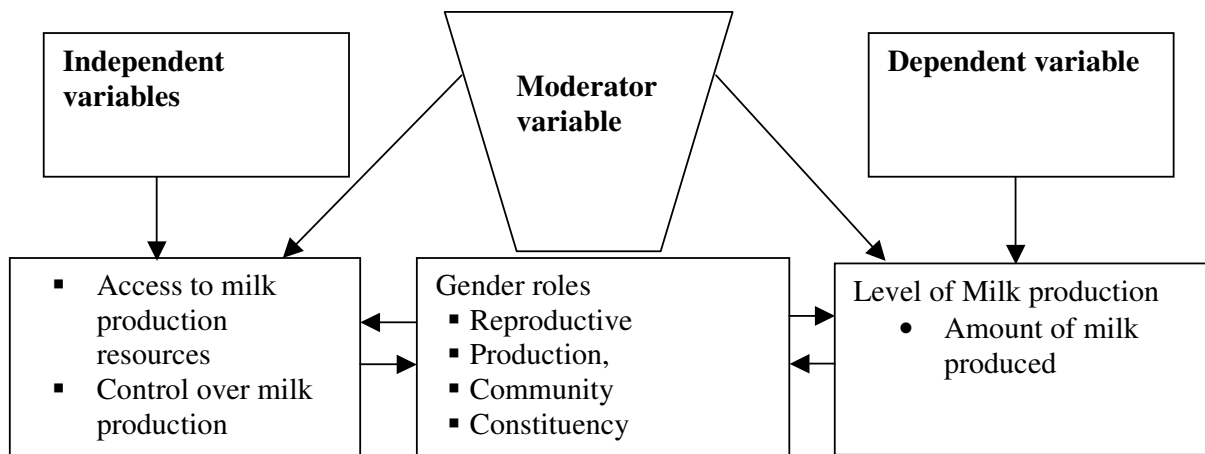 Independent
variables
Moderator
variable
Dependent variable
▪ Access to milk
production
resources
▪ Control over milk
production
Gender roles
▪ Reproductive
▪ Production,
▪ Community
▪ Constituency
Level of Milk production
• Amount of milk
produced